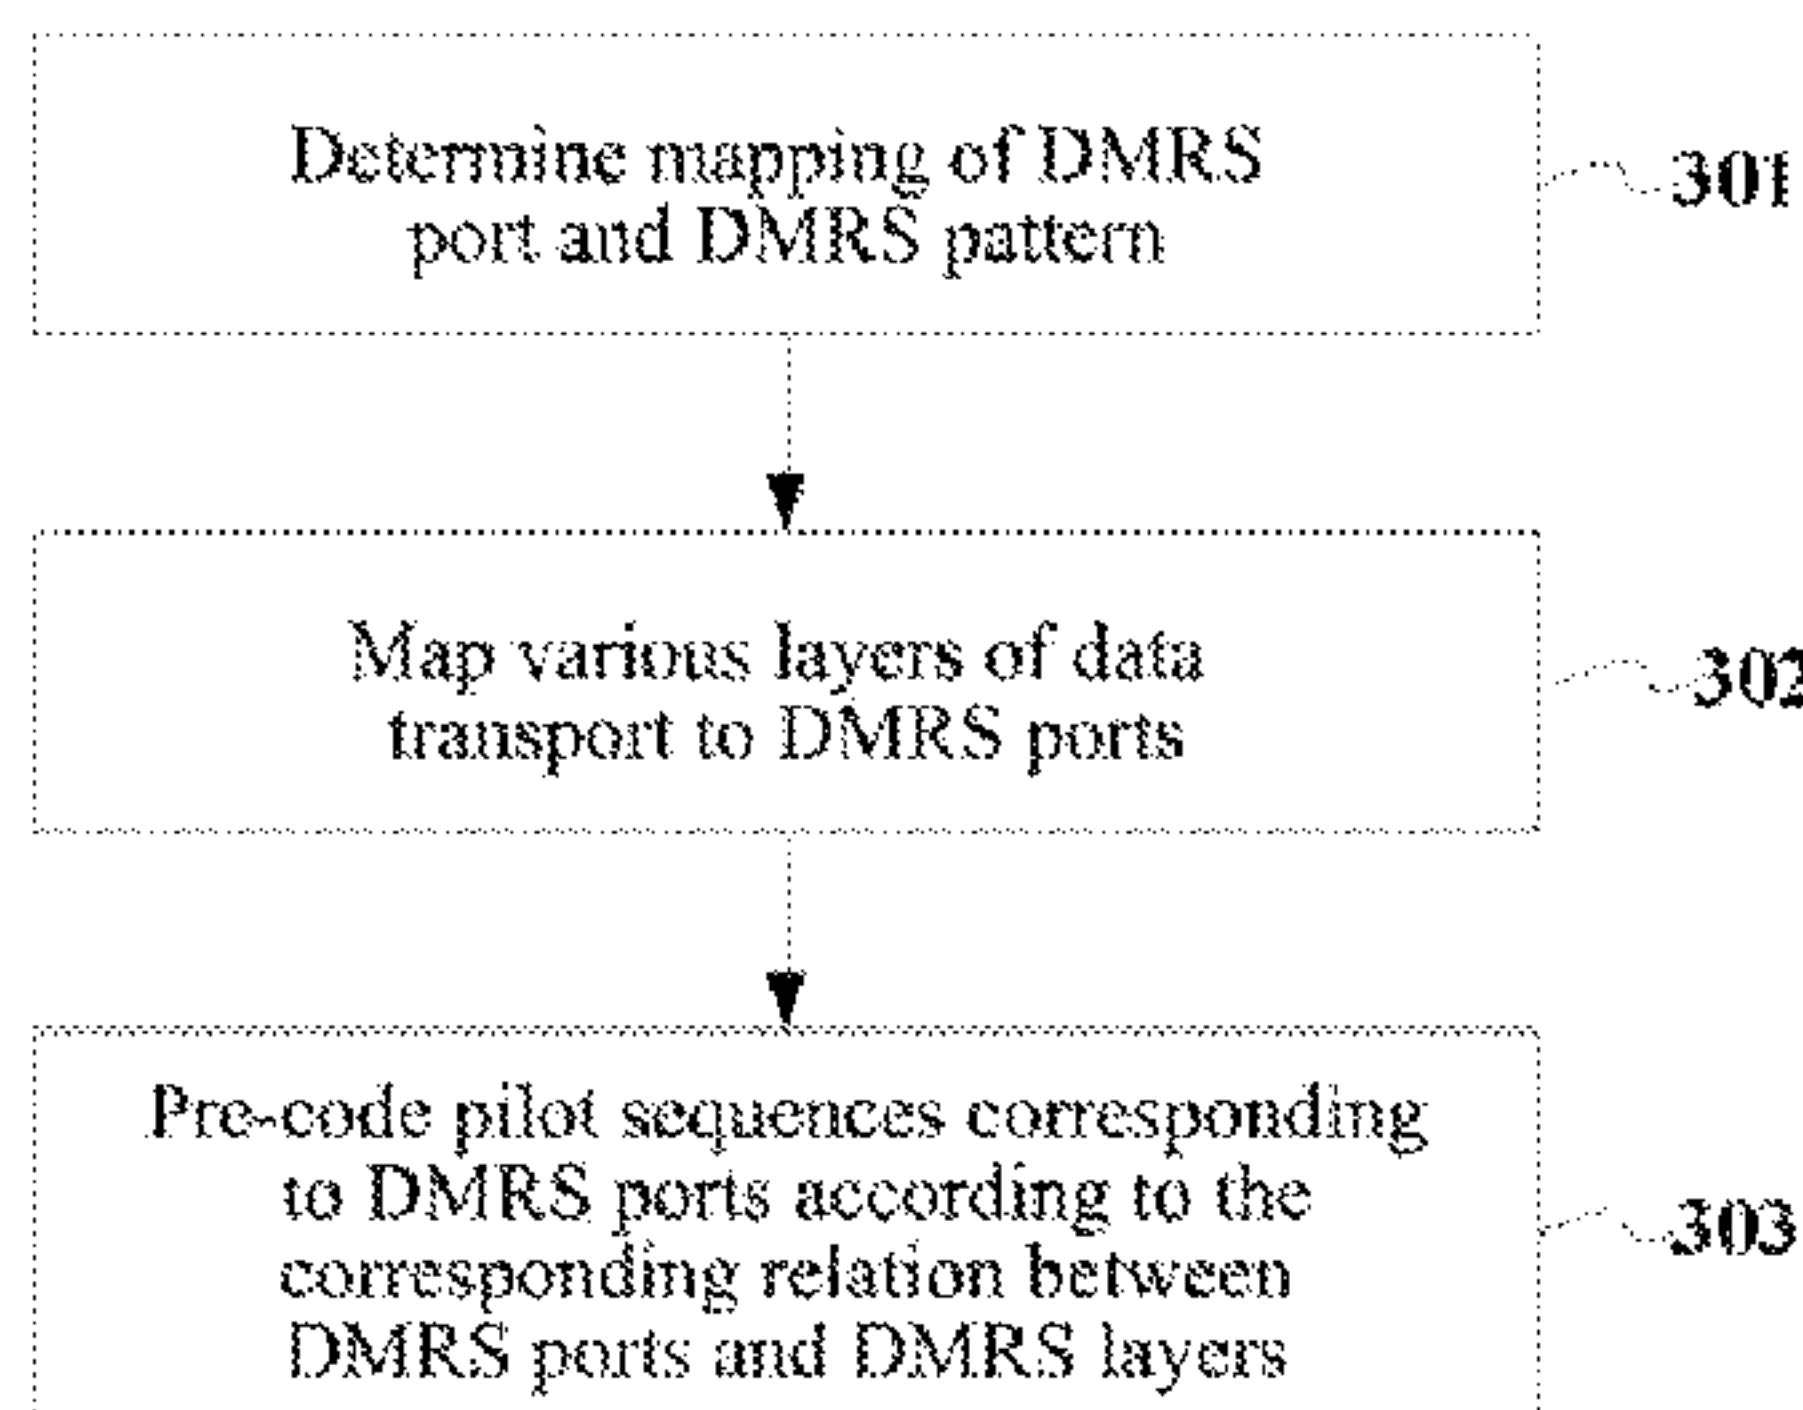 Determine mapping of DMRS
port and DMRS pattern
301
Map various layers of data
transport to DMRS ports
302
Pre-code pilot sequences corresponding
to DMRS ports according to the
corresponding relation between
DMRS ports and DMRS layers
303